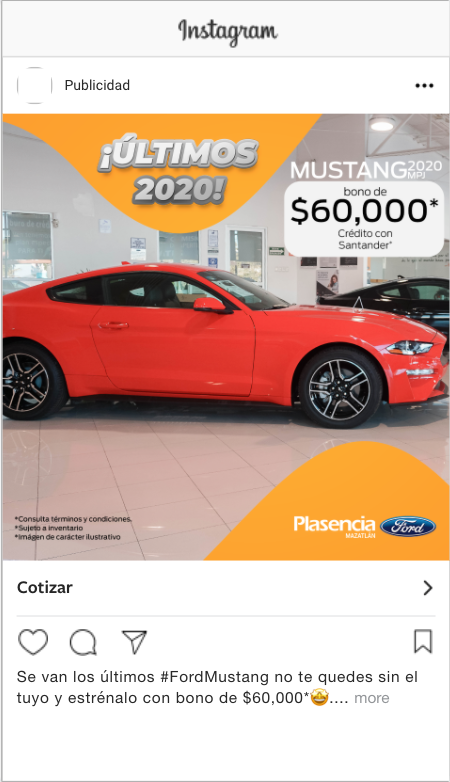 Instagram
Publicidad
¡ÚLTIMOS
2020!
MUSTANG 2020
MPJ
bono de
$60,000*
Crédito con
Santander*
*Consulta términos y condiciones.
*Sujeto a inventario
*Imágen de carácter ilustrativo
Plasencia
MAZATLÁN
Ford
Cotizar
Se van los últimos #FordMustang no te quedes sin el
tuyo y estrénalo con bono de $60,000*🤩.... more